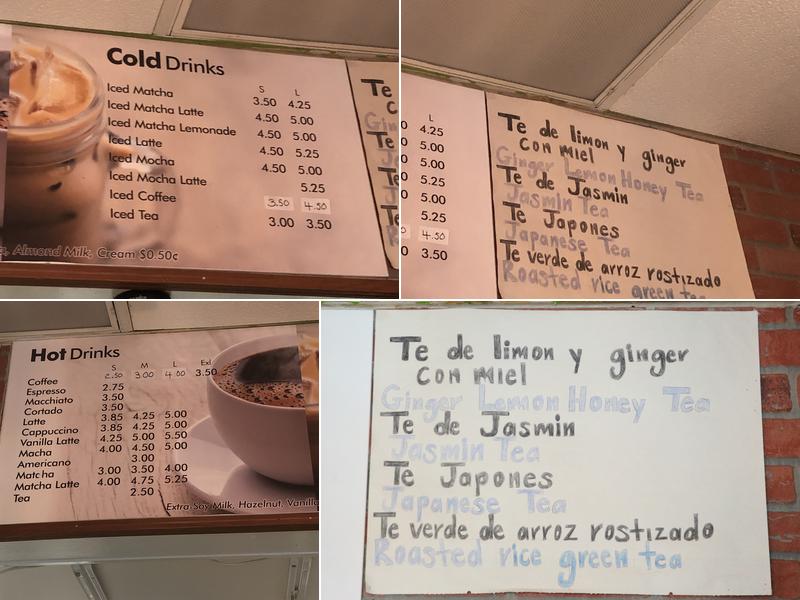 Cold Drinks
S L
Iced Matcha 3.50 4.25
Iced Matcha Latte 4.50 5.00
Iced Matcha Lemonade 4.50 5.00
Iced Latte 4.50 5.25
Iced Mocha 4.50 5.00
Iced Mocha Latte 5.25
Iced Coffee 3.50 4.50
Iced Tea 3.00 3.50
Almond Milk, Cream $0.50¢
Te
L
4.25
5.00
5.00
5.25
5.00
5.25
4.50
3.50
Te de limon y ginger
con miel
Ginger Lemon Honey Tea
Te de Jasmin
Jasmin Tea
Te Japones
Japanese Tea
Te verde de arroz rostizado
Roasted rice green tea
Hot Drinks
S M L Exl
Coffee 2.50 3.00 4.00 3.50
Espresso 2.75
Macchiato 3.50
Cortado 3.50
Latte 3.85 4.25 5.00
Cappuccino 3.85 4.25 5.00
Vanilla Latte 4.25 5.00 5.50
Macha 4.00 4.50 5.00
Americano 3.00
Matcha 3.00 3.50 4.00
Matcha Latte 4.00 4.75 5.25
Tea 2.50
Extra Soy Milk, Hazelnut, Vanilla
Te de limon y ginger
con miel
Ginger Lemon Honey Tea
Te de Jasmin
Jasmin Tea
Te Japones
Japanese Tea
Te verde de arroz rostizado
Roasted rice green tea